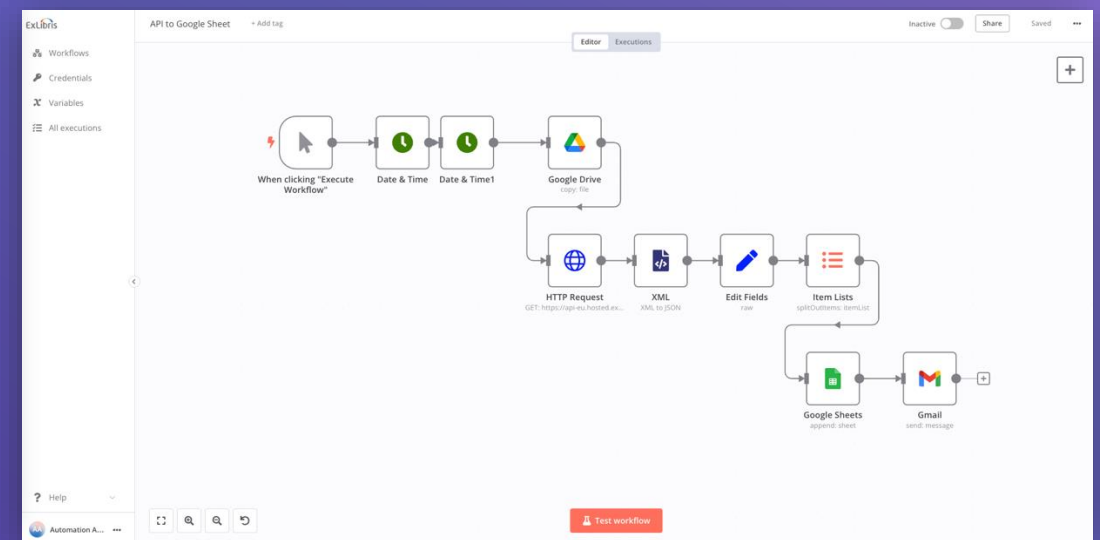 ExLibris
API to Google Sheet
+ Add tag
Inactive
Share
Saved
Editor
Executions
Workflows
Credentials
Variables
All executions
When clicking "Execute
Workflow"
Date & Time
Date & Time1
Google Drive
copy: file
HTTP Request
GET: https://api-eu.hosted.ex...
XML
XML to JSON
Edit Fields
raw
Item Lists
splitOutItems: itemList
Google Sheets
append: sheet
Gmail
send: message
Help
Automation A...
Test workflow